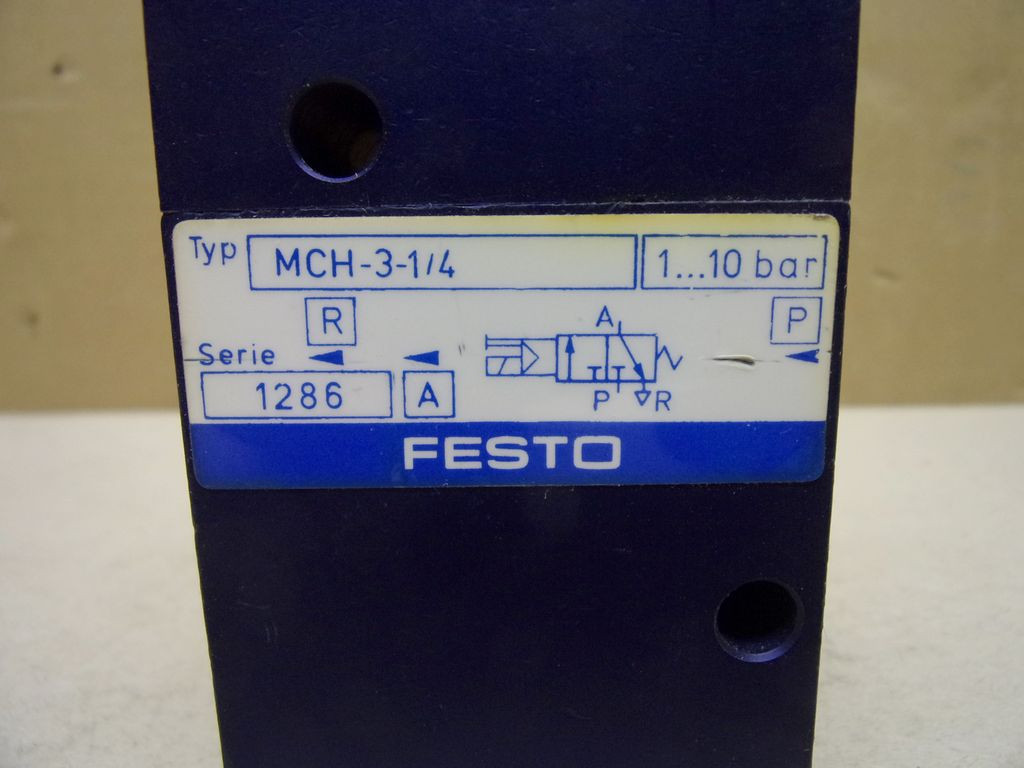 Typ MCH-3-1/4 1...10 bar
R P
A
Serie
1286 A P R
FESTO